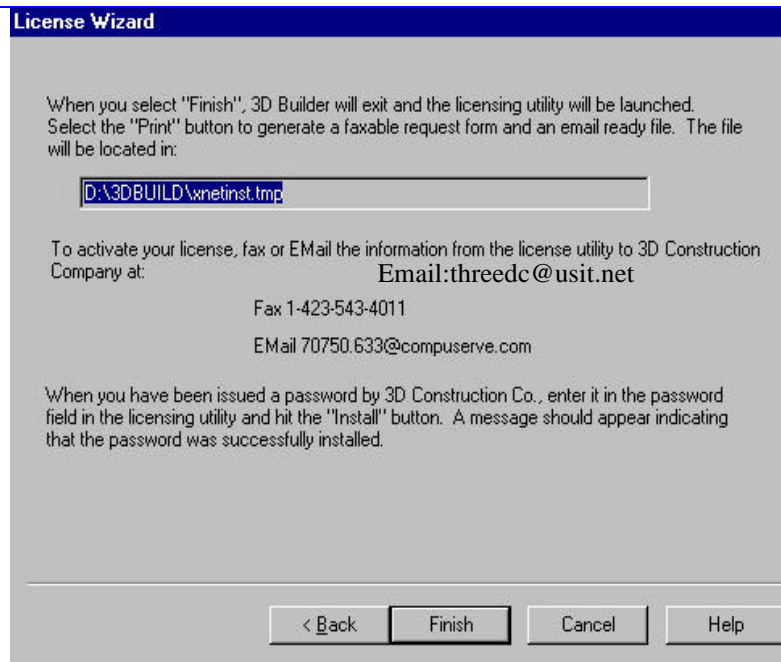 License Wizard
When you select "Finish", 3D Builder will exit and the licensing utility will be launched.
Select the "Print" button to generate a faxable request form and an email ready file. The file
will be located in:
D:\3DBUILD\xnetinst.tmp
To activate your license, fax or EMail the information from the license utility to 3D Construction
Company at:
Email:threedc@usit.net
Fax 1-423-543-4011
EMail 70750.633@compuserve.com
When you have been issued a password by 3D Construction Co., enter it in the password
field in the licensing utility and hit the "Install" button. A message should appear indicating
that the password was successfully installed.
< Back Finish Cancel Help